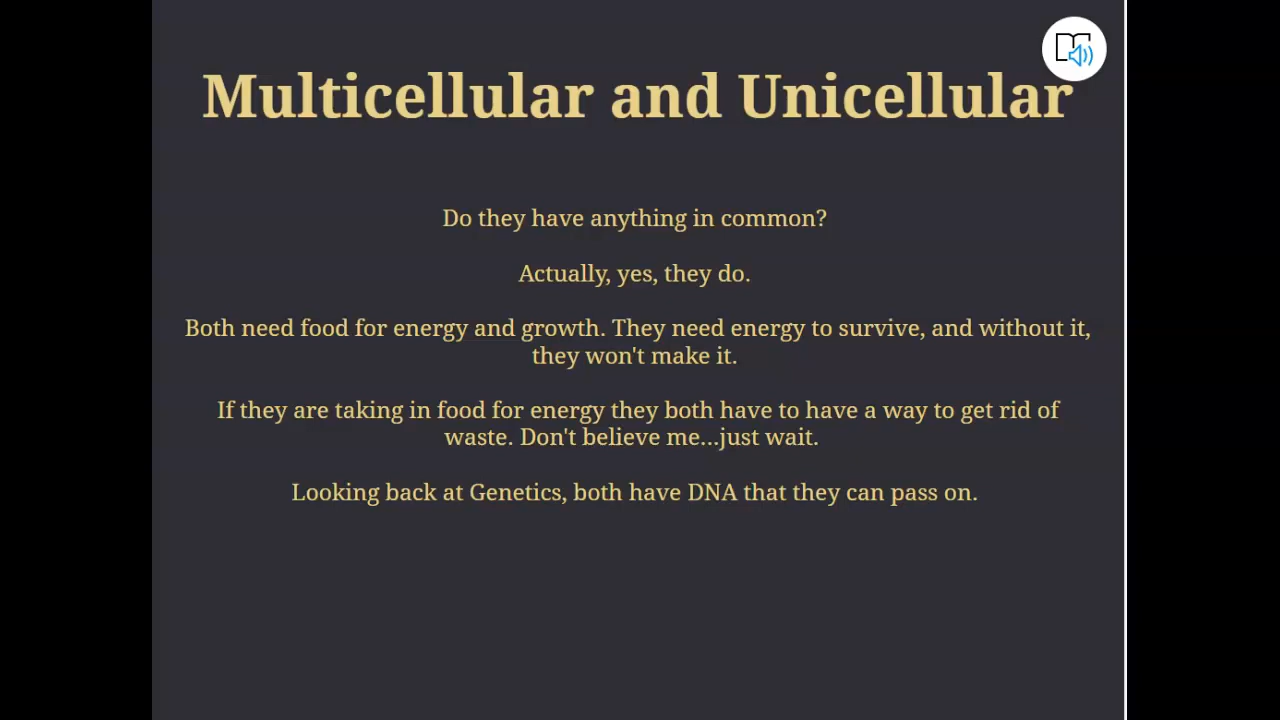 Multicellular and Unicellular
Do they have anything in common?
Actually, yes, they do.
Both need food for energy and growth. They need energy to survive, and without it,
they won't make it.
If they are taking in food for energy they both have to have a way to get rid of
waste. Don't believe me...just wait.
Looking back at Genetics, both have DNA that they can pass on.